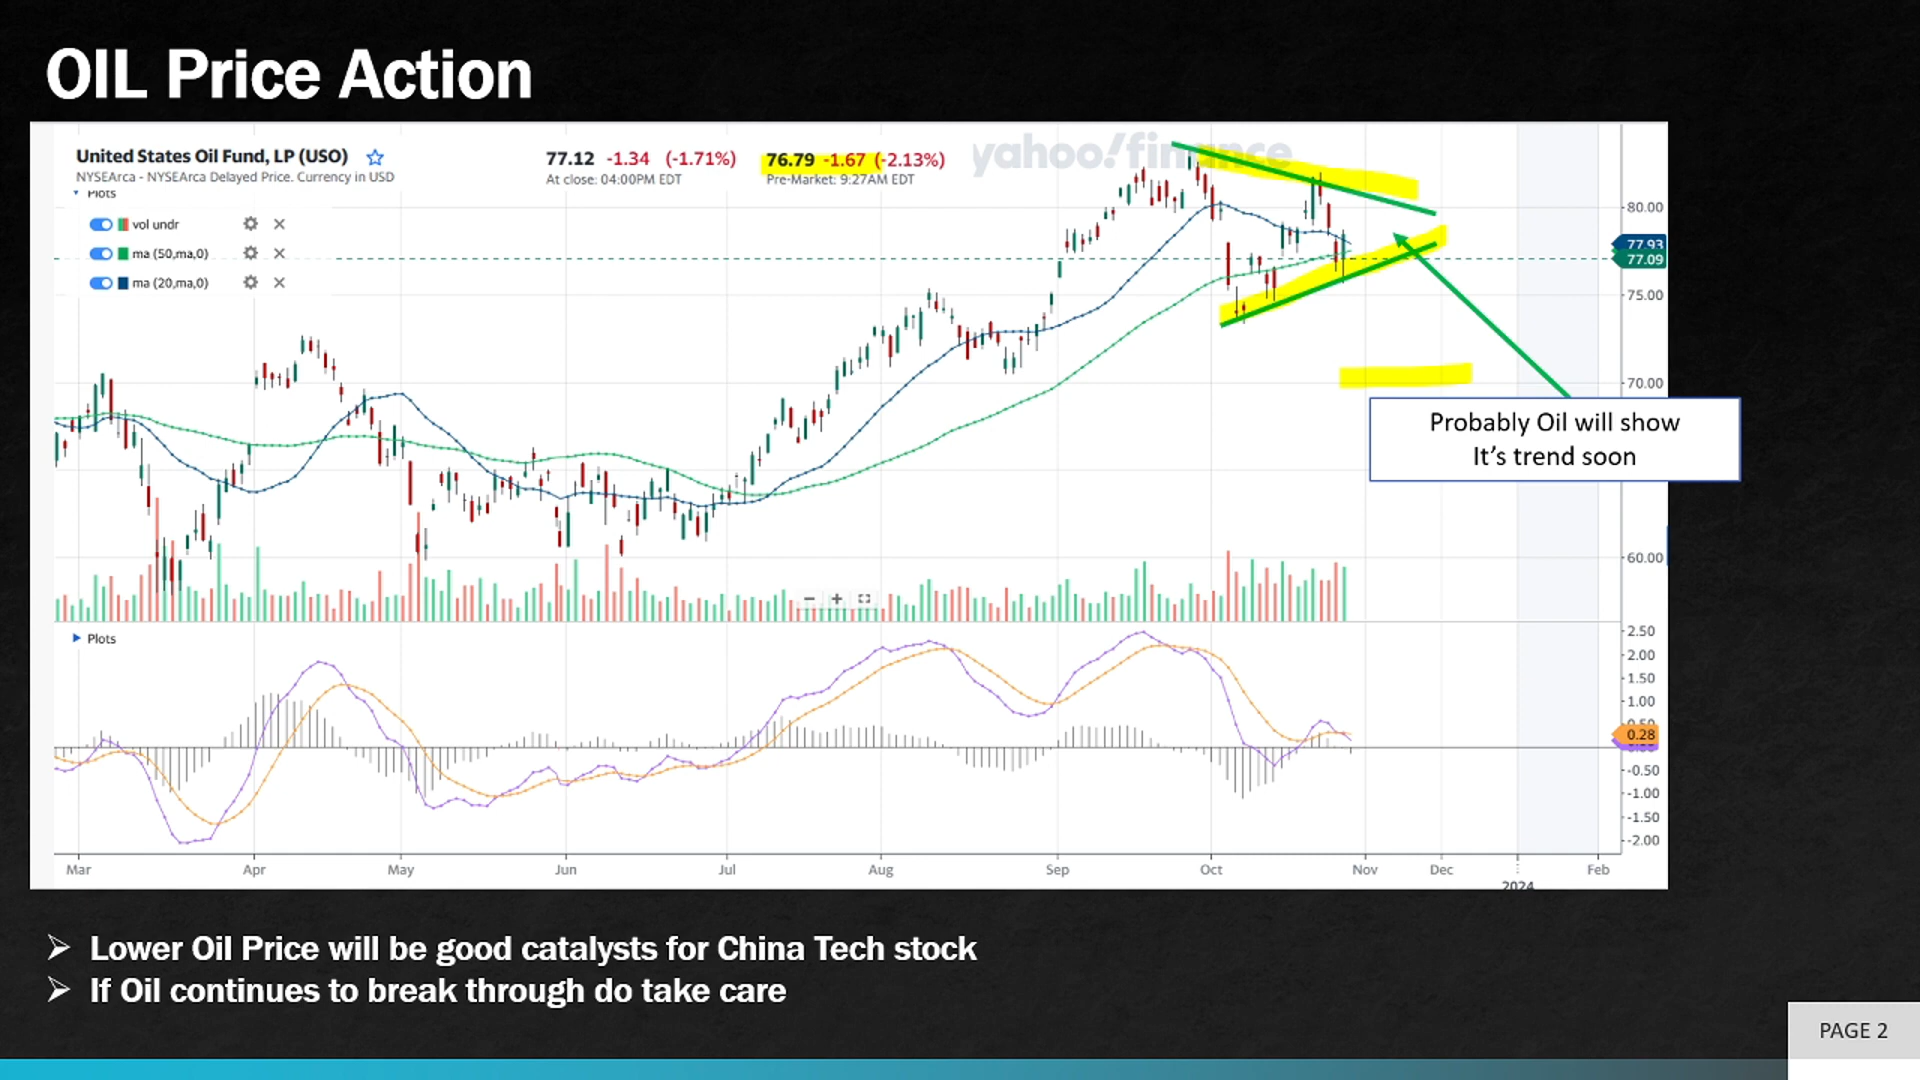 OIL Price Action
United States Oil Fund, LP (USO)
NYSEArca - NYSEArca Delayed Price. Currency in USD
77.12 -1.34 (-1.71%)
At close: 04:00PM EDT
76.79 -1.67 (-2.13%)
Pre-Market: 9:27AM EDT
yahoo!finance
Plots
vol undr
ma (50,ma,0)
ma (20,ma,0)
80.00
77.93
77.09
75.00
70.00
60.00
Probably Oil will show
It's trend soon
Plots
2.50
2.00
1.50
1.00
0.50
0.28
-0.50
-1.00
-1.50
-2.00
Mar Apr May Jun Jul Aug Sep Oct Nov Dec 2024 Feb
Lower Oil Price will be good catalysts for China Tech stock
If Oil continues to break through do take care
PAGE 2